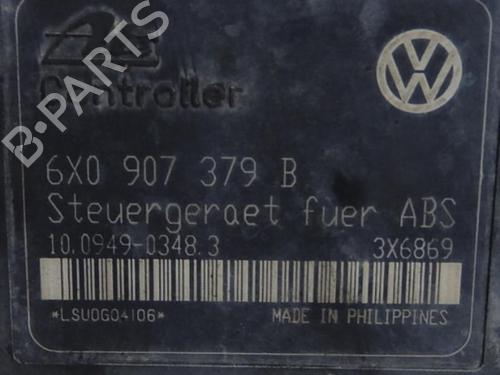 Controller
6X0 907 379 B
Steuergeraet fuer ABS
10.0949-0348.3 3X6869
*LSU0G04106* MADE IN PHILIPPINES
B-PARTS